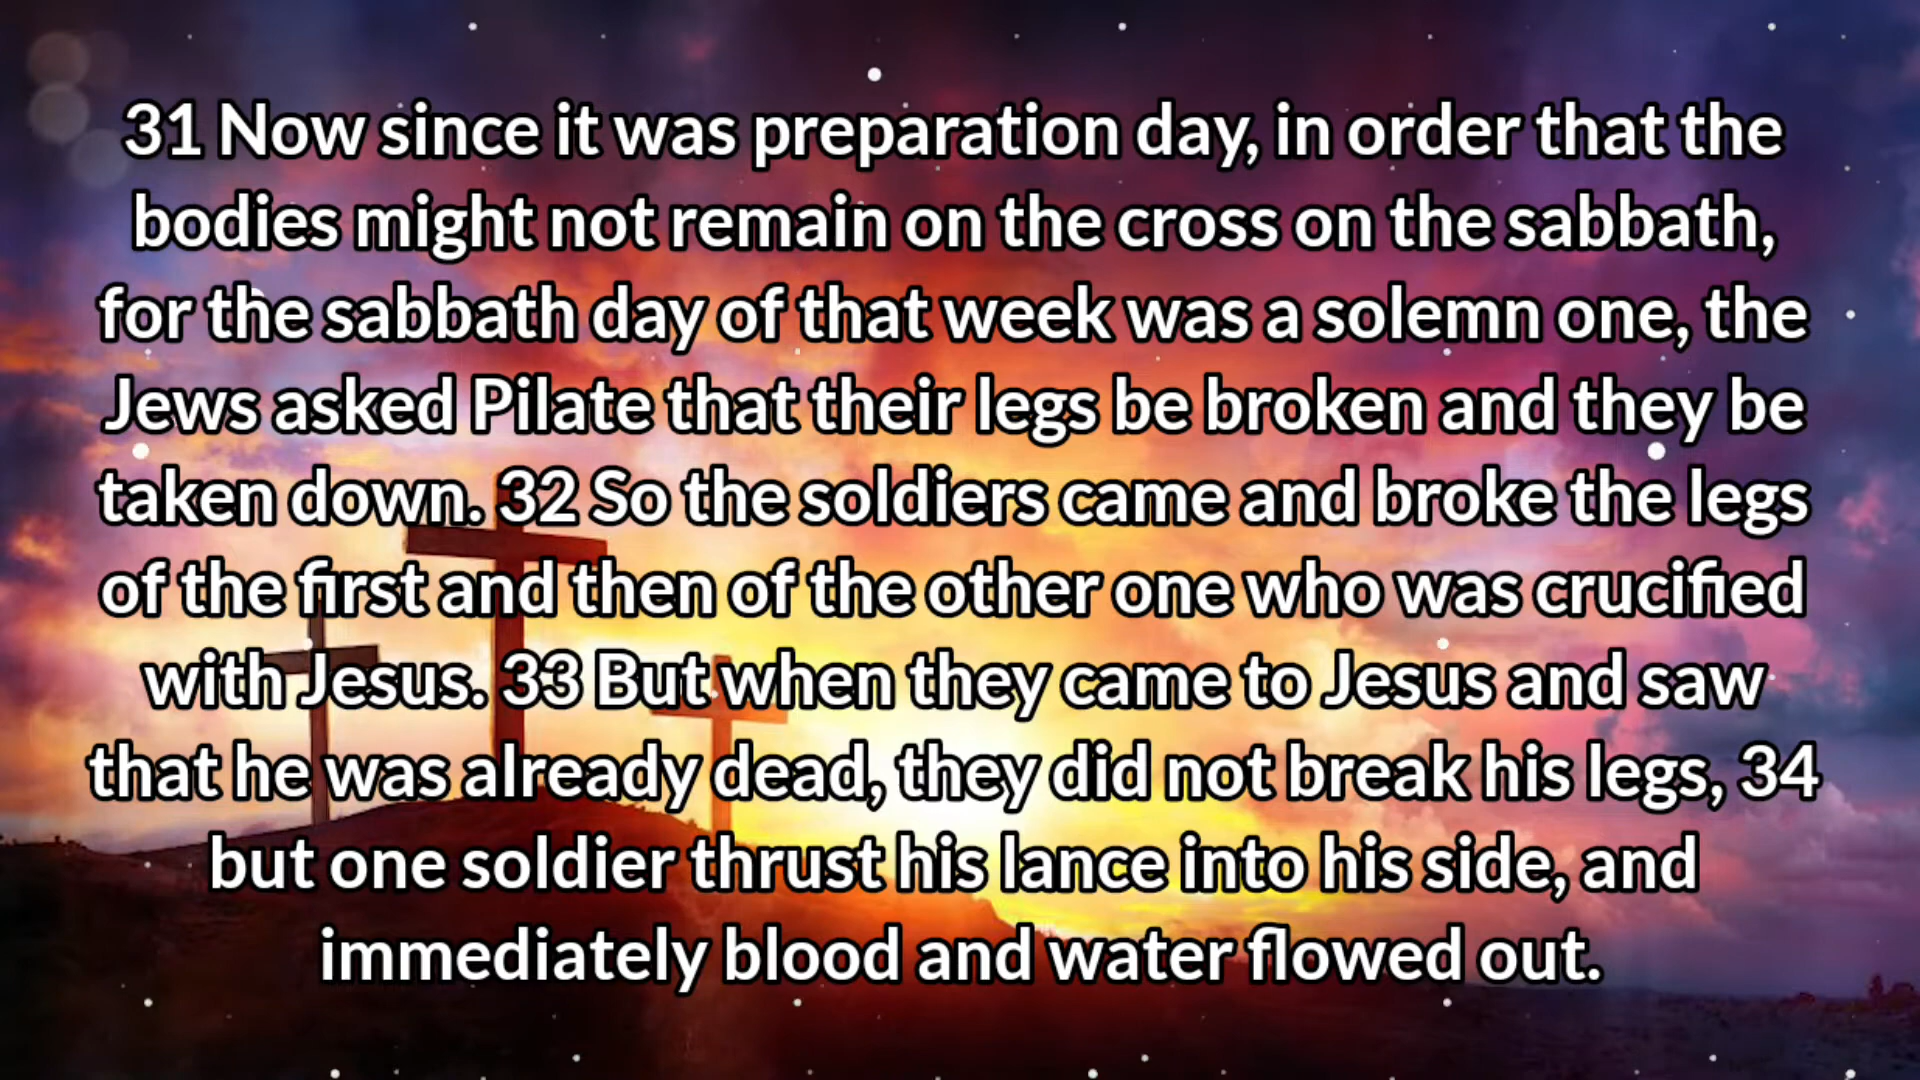 31 Now since it was preparation day, in order that the
bodies might not remain on the cross on the sabbath,
for the sabbath day of that week was a solemn one, the
Jews asked Pilate that their legs be broken and they be
taken down. 32 So the soldiers came and broke the legs
of the first and then of the other one who was crucified
with Jesus. 33 But when they came to Jesus and saw
that he was already dead, they did not break his legs, 34
but one soldier thrust his lance into his side, and
immediately blood and water flowed out.